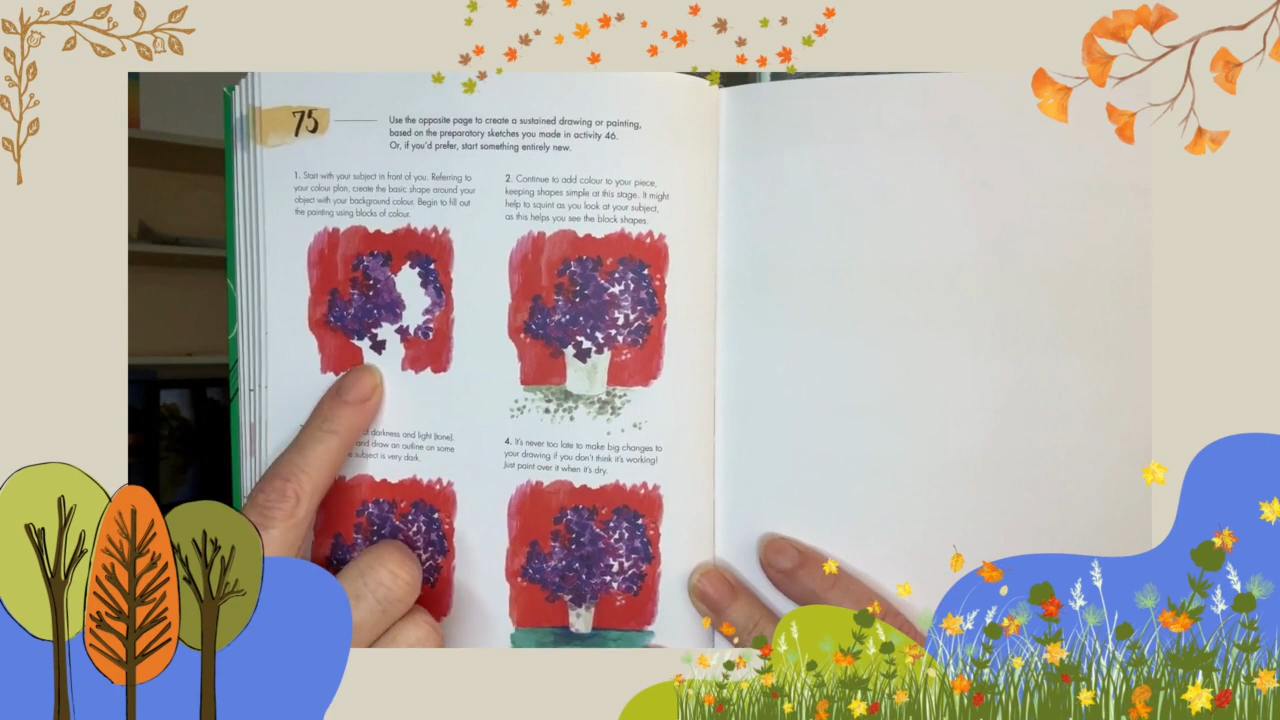 75
Use the opposite page to create a sustained drawing or painting,
based on the preparatory sketches you made in activity 46.
Or, if you'd prefer, start something entirely new.
1. Start with your subject in front of you. Referring to
your colour plan, create the basic shape around your
object with your background colour. Begin to fill out
the painting using blocks of colour.
2. Continue to add colour to your piece,
keeping shapes simple at this stage. It might
help to squint as you look at your subject,
as this helps you see the block shapes.
darkness and light (tone).
and draw an outline on some
subject is very dark.
4. It's never too late to make big changes to
your drawing if you don't think it's working!
Just paint over it when it's dry.